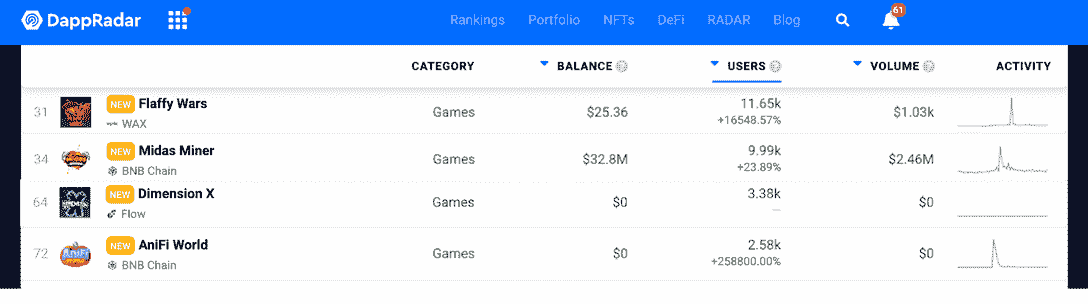 DappRadar Rankings Portfolio NFTs DeFi RADAR Blog 61
CATEGORY BALANCE USERS VOLUME ACTIVITY
31 NEW Flaffy Wars Games $25.36 11.65k $1.03k
WAX +16548.57%
34 NEW Midas Miner Games $32.8M 9.99k $2.46M
BNB Chain +23.89%
64 NEW Dimension X Games $0 3.38k $0
Flow —
72 NEW AniFi World Games $0 2.58k $0
BNB Chain +258800.00%